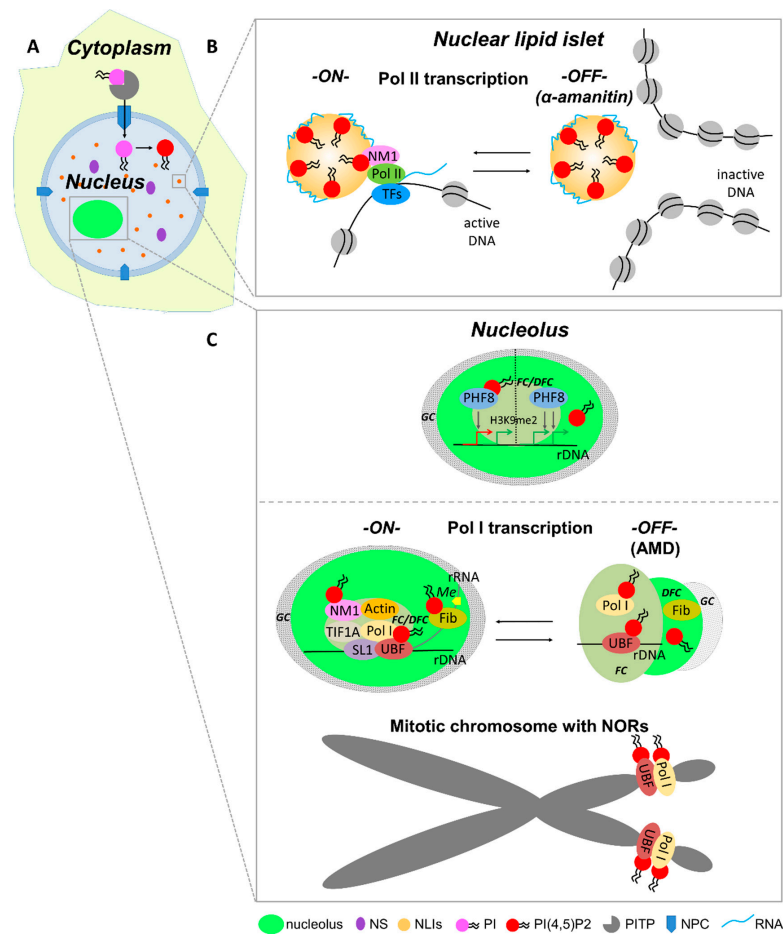 A
Cytoplasm
B
Nucleus
Nuclear lipid islet
-ON-
Pol II transcription
-OFF-
(α-amanitin)
NM1
Pol II
TFs
active
DNA
inactive
DNA
C
Nucleolus
GC
FC/DFC
PHF8
PHF8
H3K9me2
rDNA
-ON-
Pol I transcription
-OFF-
(AMD)
GC
rRNA
Me
NM1
Actin
FC/DFC
Fib
TIF1A
Pol I
SL1
UBF
rDNA
Pol I
DFC
GC
Fib
UBF
rDNA
FC
Mitotic chromosome with NORs
UBF
Pol I
UBF
Pol I
nucleolus
NS
NLIs
PI
PI(4,5)P2
PITP
NPC
RNA